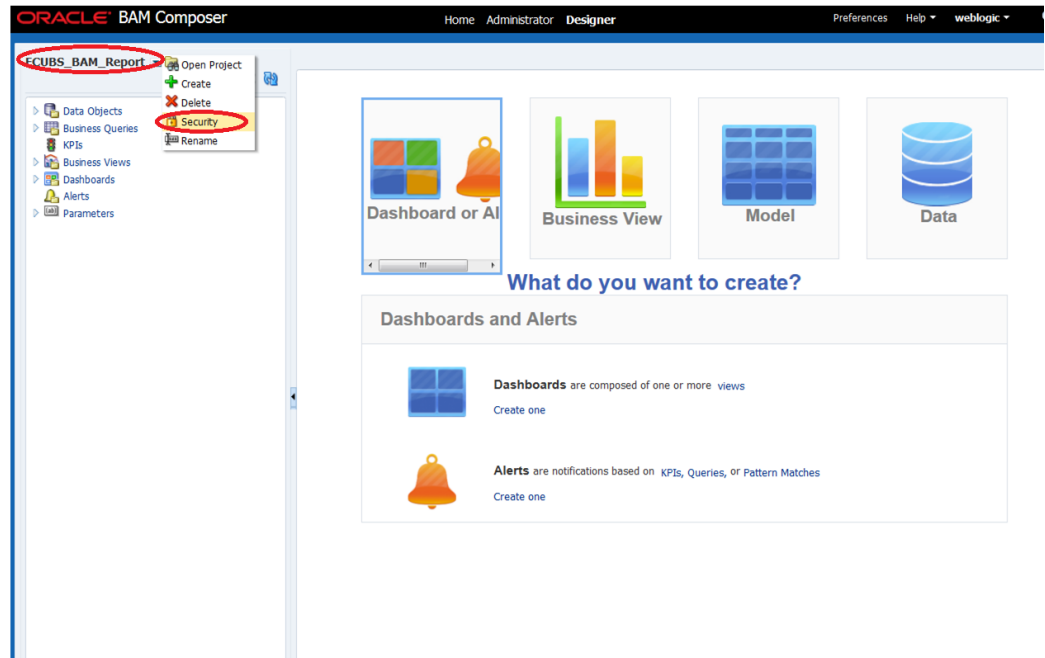 ORACLE BAM Composer Home Administrator Designer Preferences Help weblogic
ECUBS_BAM_Report
Open Project
Create
Delete
Security
Rename
Data Objects
Business Queries
KPIs
Business Views
Dashboards
Alerts
Parameters
Dashboard or Al
Business View
Model
Data
What do you want to create?
Dashboards and Alerts
Dashboards are composed of one or more views
Create one
Alerts are notifications based on KPIs, Queries, or Pattern Matches
Create one